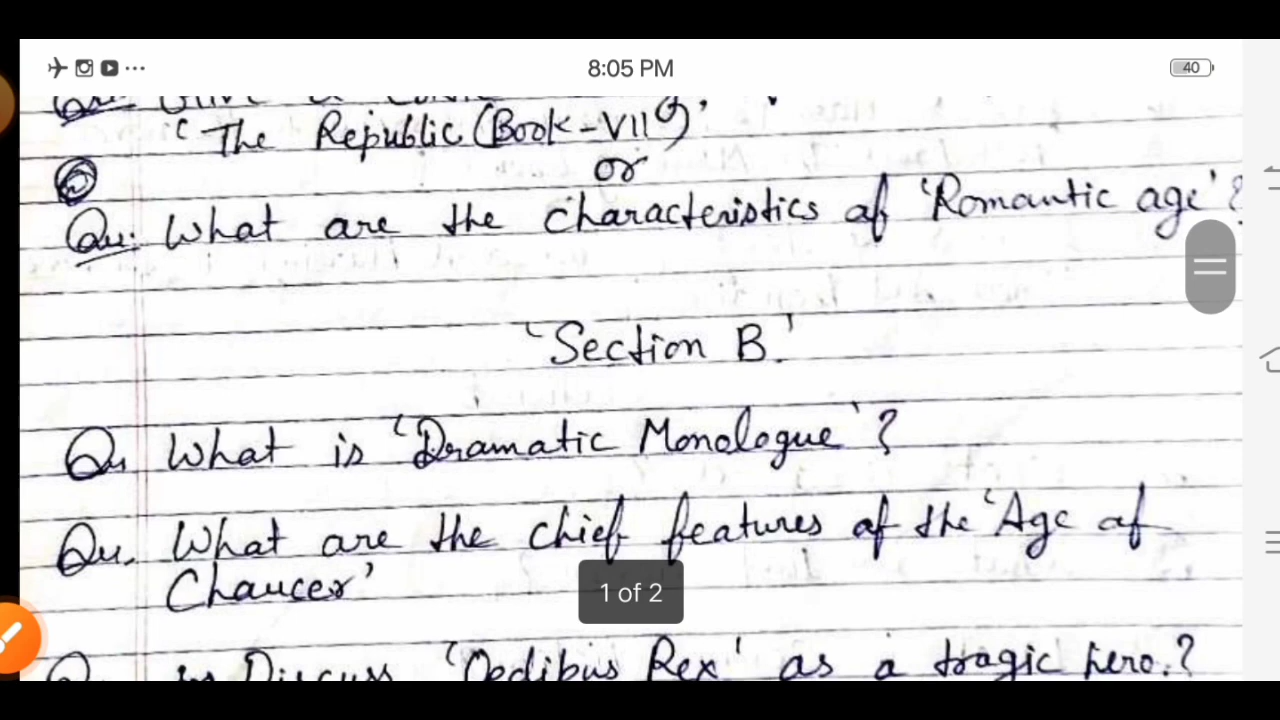 8:05 PM
40
" The Republic (Book-VII)'
or
Qu: What are the characteristics of 'Romantic age'?
'Section B.'
Qu What is 'Dramatic Monologue'?
Qu. What are the chief features of the 'Age of
Chaucer'
1 of 2
Discuss 'Oedibus Rex' as a tragic hero.?